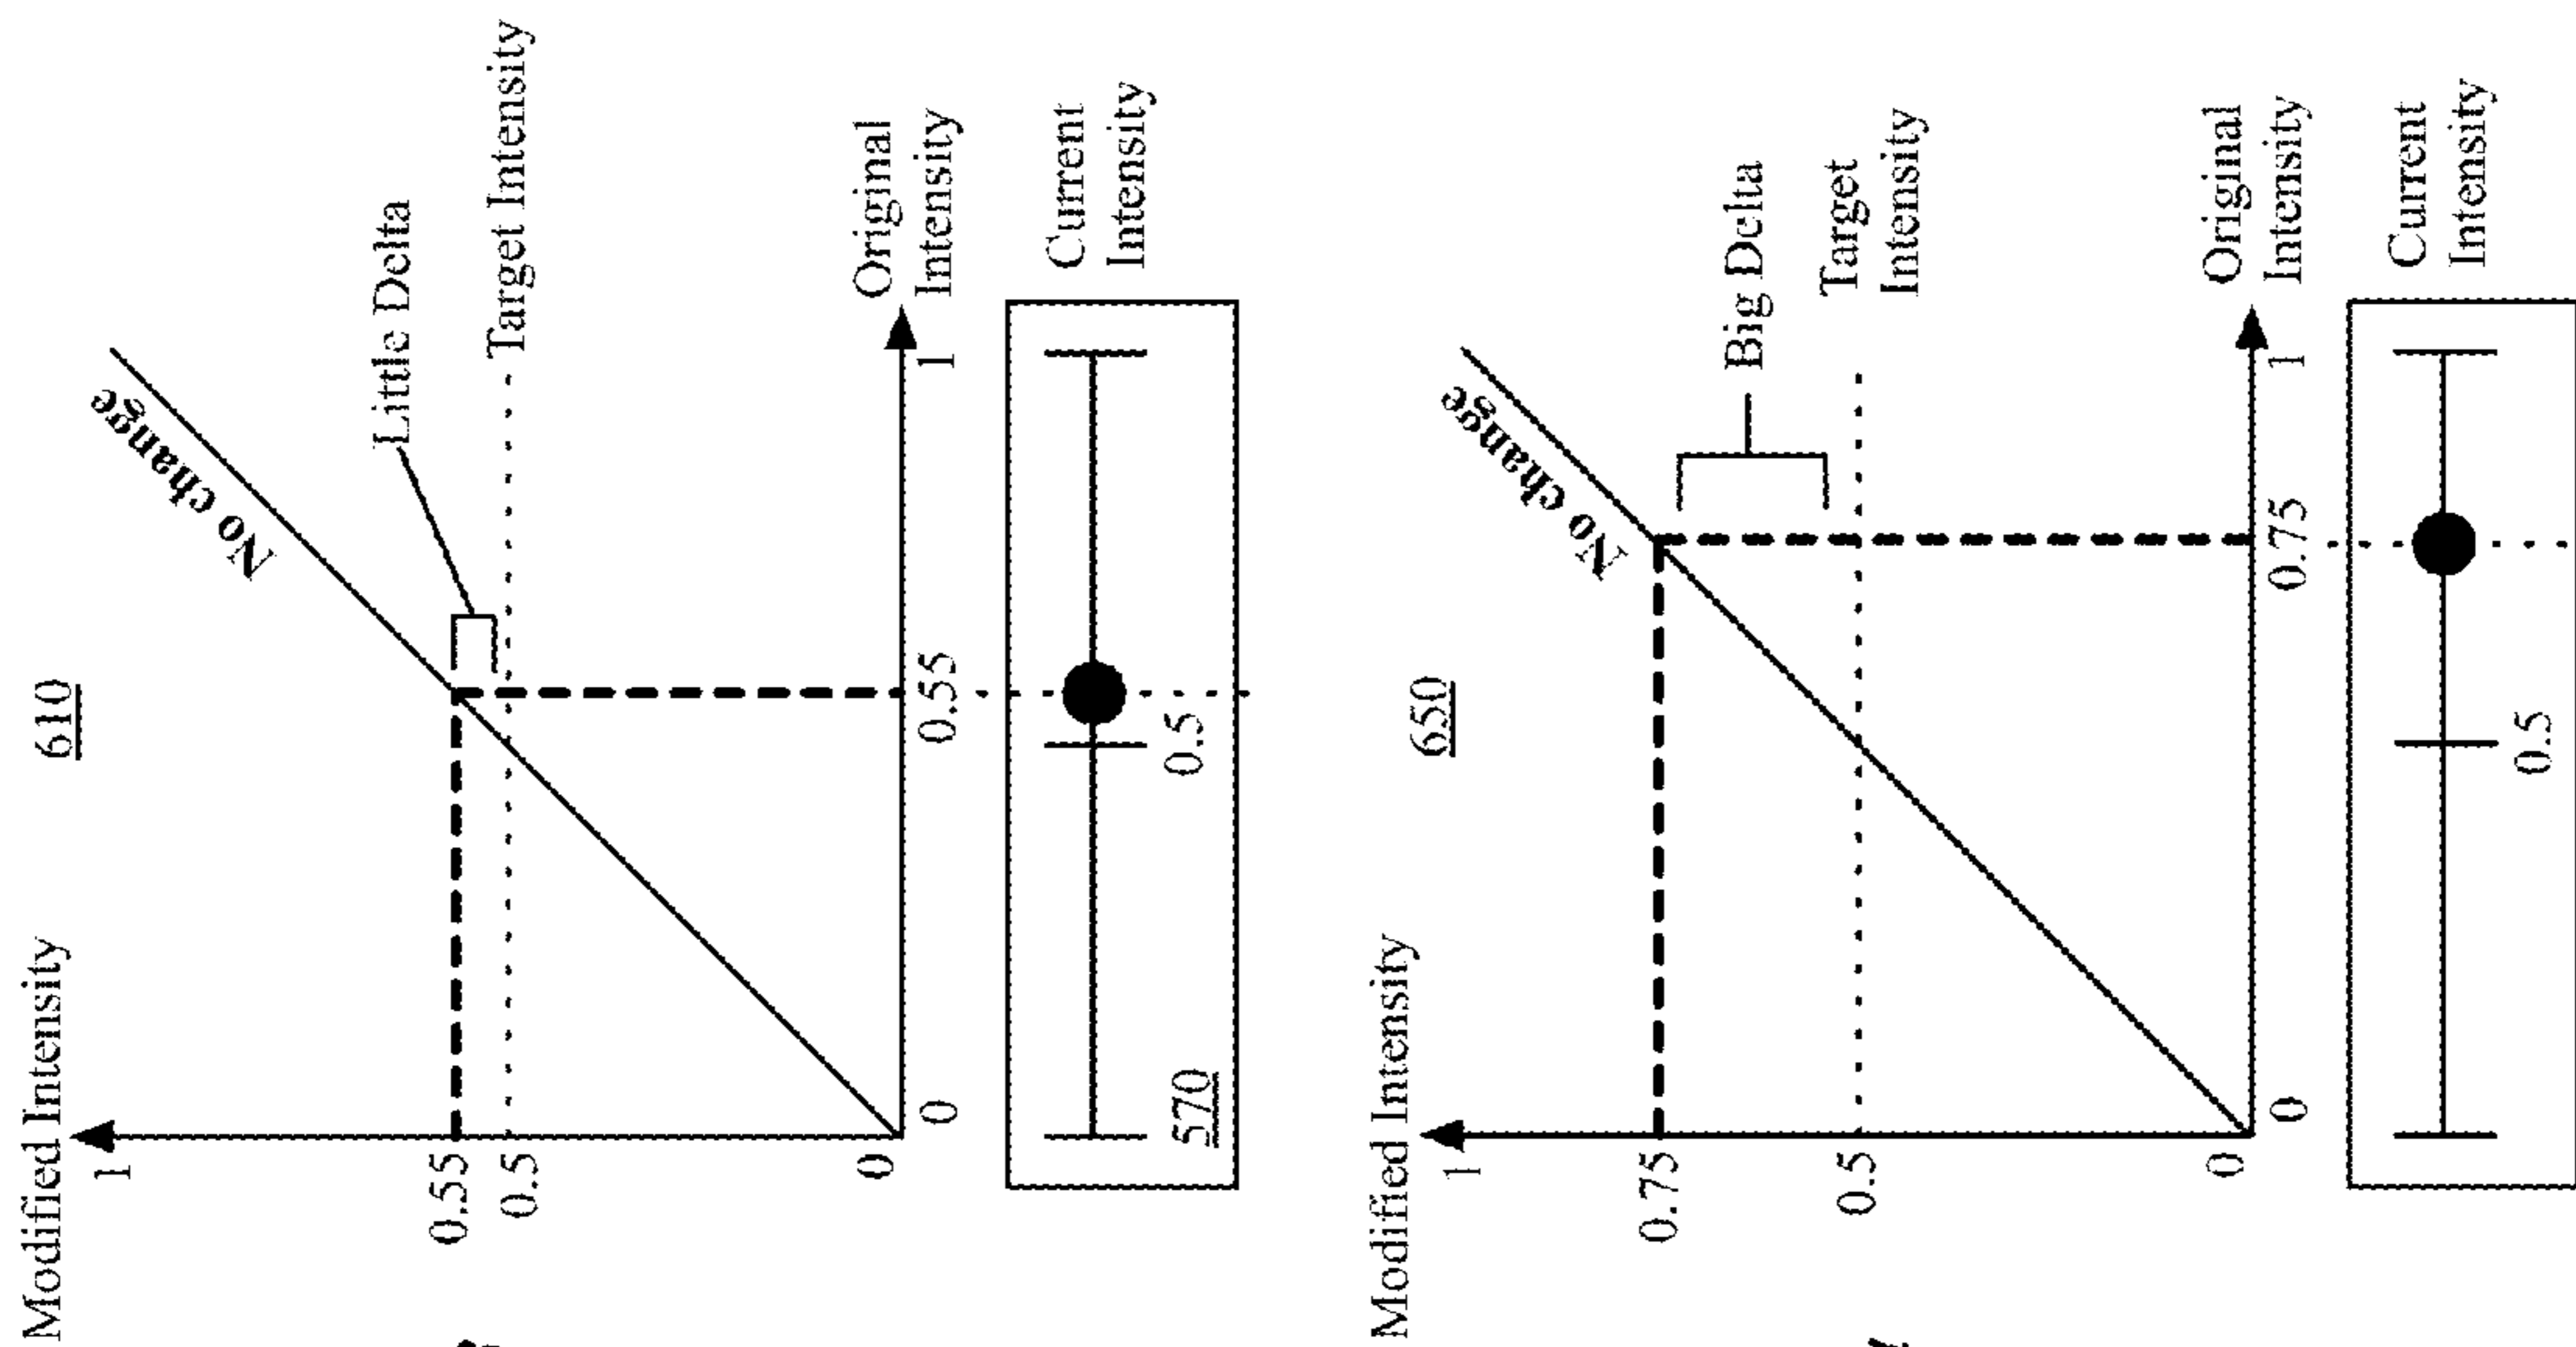 Modified Intensity
610
1
No change
Little Delta
0.55
0.5
Target Intensity
0
0
0.55
1
Original
Intensity
Current
Intensity
570
0.5
Modified Intensity
650
1
No change
0.75
Big Delta
0.5
Target
Intensity
0
0
0.75
1
Original
Intensity
Current
Intensity
0.5